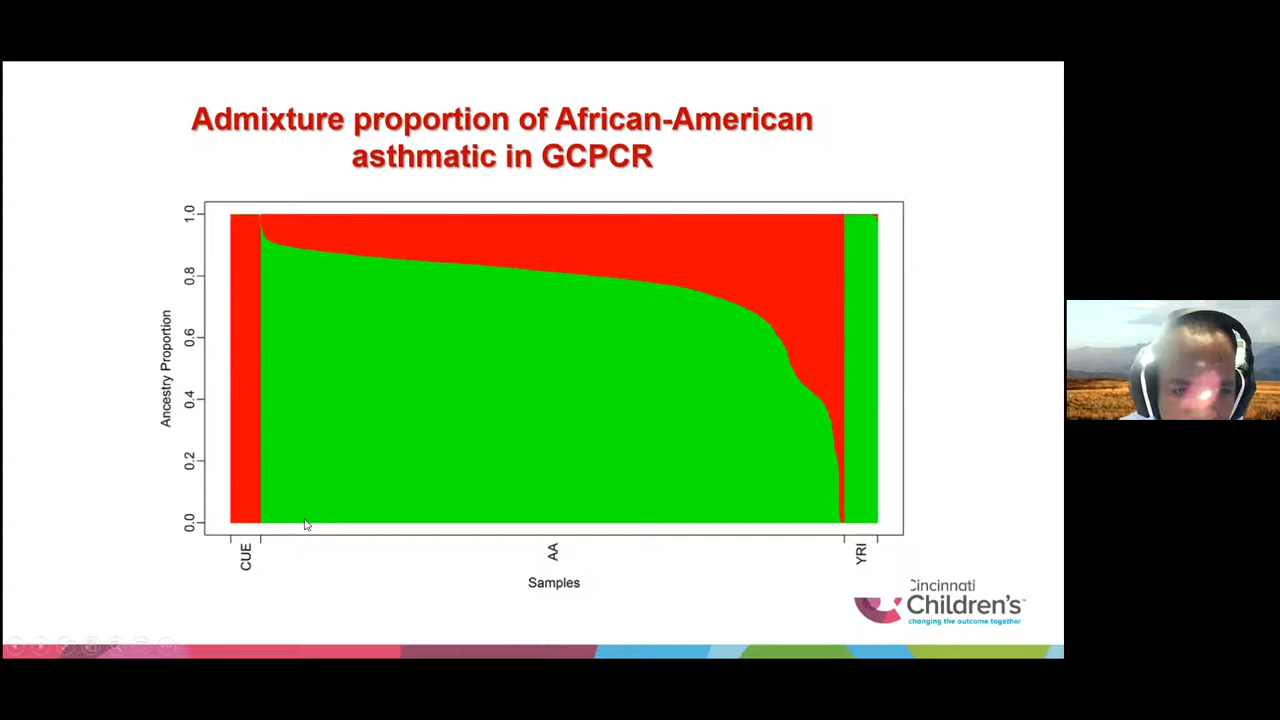 Admixture proportion of African-American
asthmatic in GCPCR
1.0
0.8
0.6
0.4
0.2
0.0
Ancestry Proportion
CUE
AA
YRI
Samples
Cincinnati
Children's™
changing the outcome together